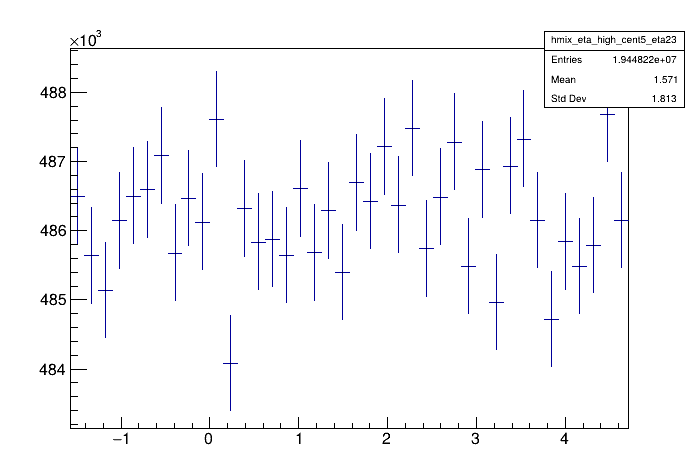 ×10³
hmix_eta_high_cent5_eta23
Entries 1.944822e+07
Mean 1.571
Std Dev 1.813
488
487
486
485
484
−1 0 1 2 3 4